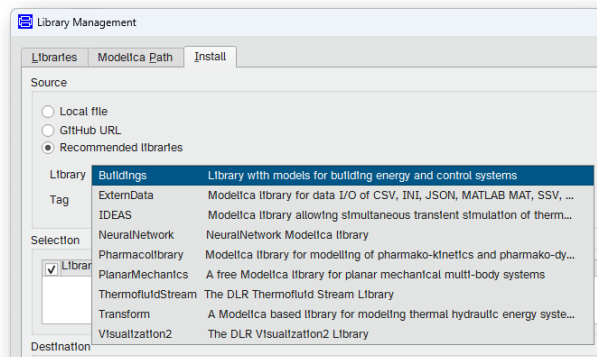 Library Management
Libraries Modelica Path Install
Source
Local file
GitHub URL
Recommended libraries
Library Buildings Library with models for building energy and control systems
ExternData Modelica library for data I/O of CSV, INI, JSON, MATLAB MAT, SSV, ...
Tag IDEAS Modelica library allowing simultaneous transient simulation of therm...
NeuralNetwork NeuralNetwork Modelica library
Selection Pharmacolibrary Modelica library for modelling of pharmako-kinetics and pharmako-dy...
Librar PlanarMechanics A free Modelica library for planar mechanical multi-body systems
ThermofluidStream The DLR Thermofluid Stream Library
Transform A Modelica based library for modeling thermal hydraulic energy syste...
Visualization2 The DLR Visualization2 Library
Destination